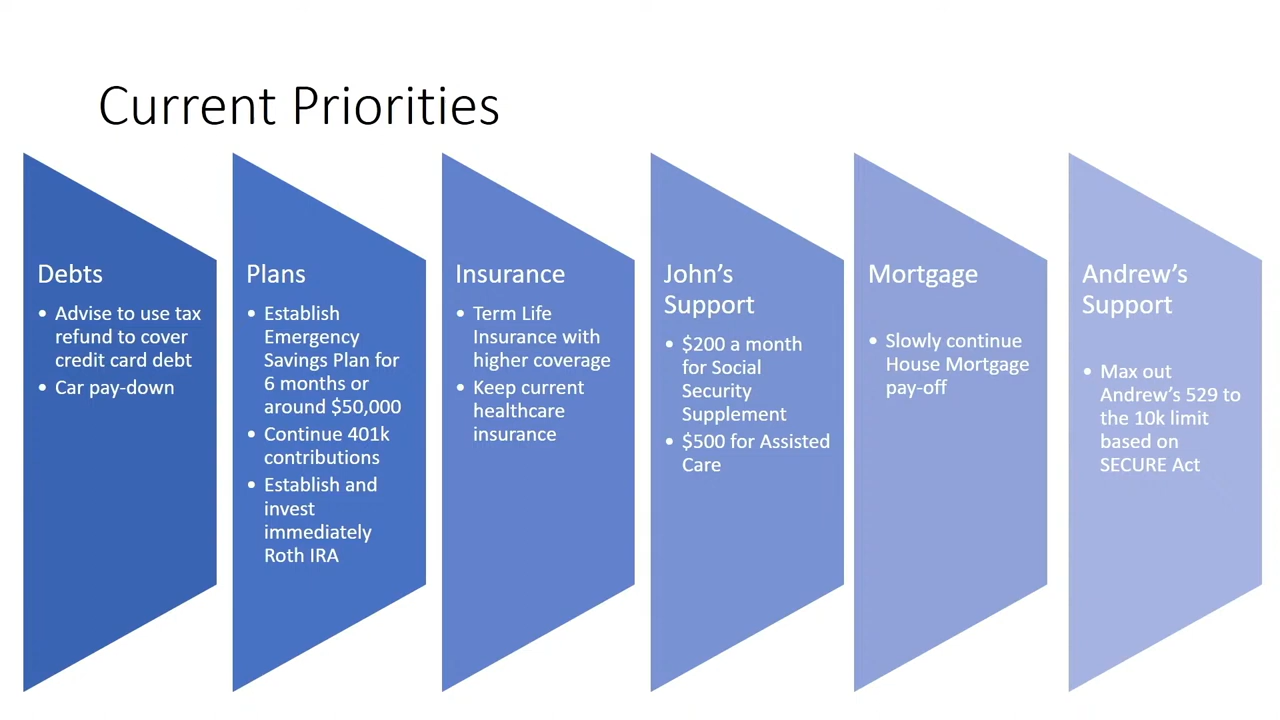 Current Priorities
Debts
• Advise to use tax
refund to cover
credit card debt
• Car pay-down
Plans
• Establish
Emergency
Savings Plan for
6 months or
around $50,000
• Continue 401k
contributions
• Establish and
invest
immediately
Roth IRA
Insurance
• Term Life
Insurance with
higher coverage
• Keep current
healthcare
insurance
John’s
Support
• $200 a month
for Social
Security
Supplement
• $500 for Assisted
Care
Mortgage
• Slowly continue
House Mortgage
pay-off
Andrew’s
Support
• Max out
Andrew’s 529 to
the 10k limit
based on
SECURE Act